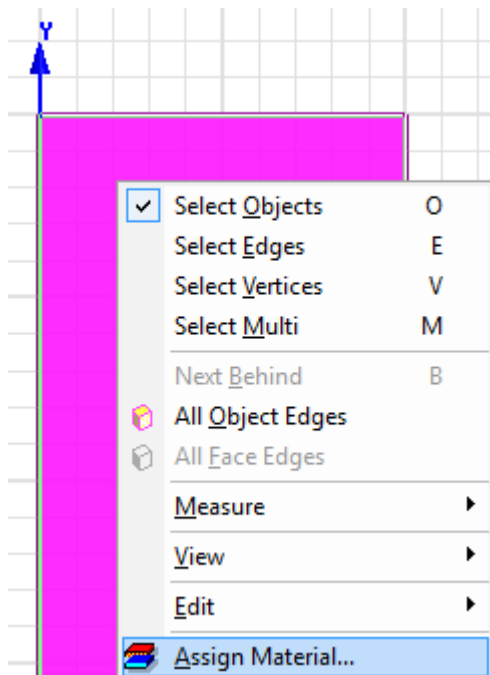 Y
Select Objects O
Select Edges E
Select Vertices V
Select Multi M
Next Behind B
All Object Edges
All Face Edges
Measure
View
Edit
Assign Material...